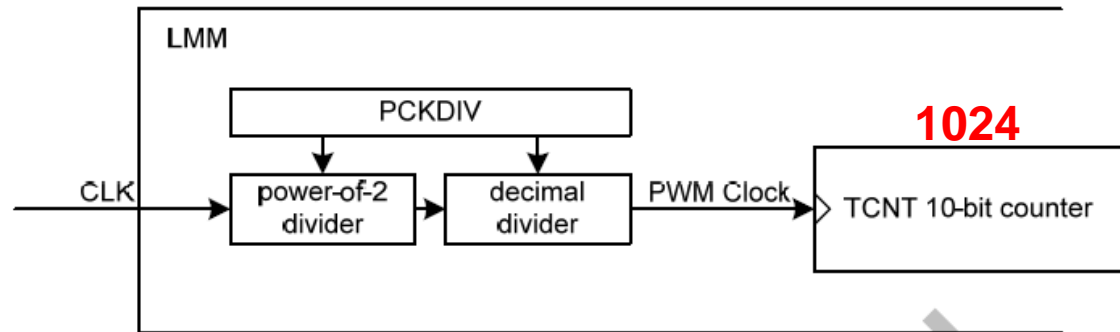 LMM
PCKDIV
1024
CLK
power-of-2
divider
decimal
divider
PWM Clock
TCNT 10-bit counter